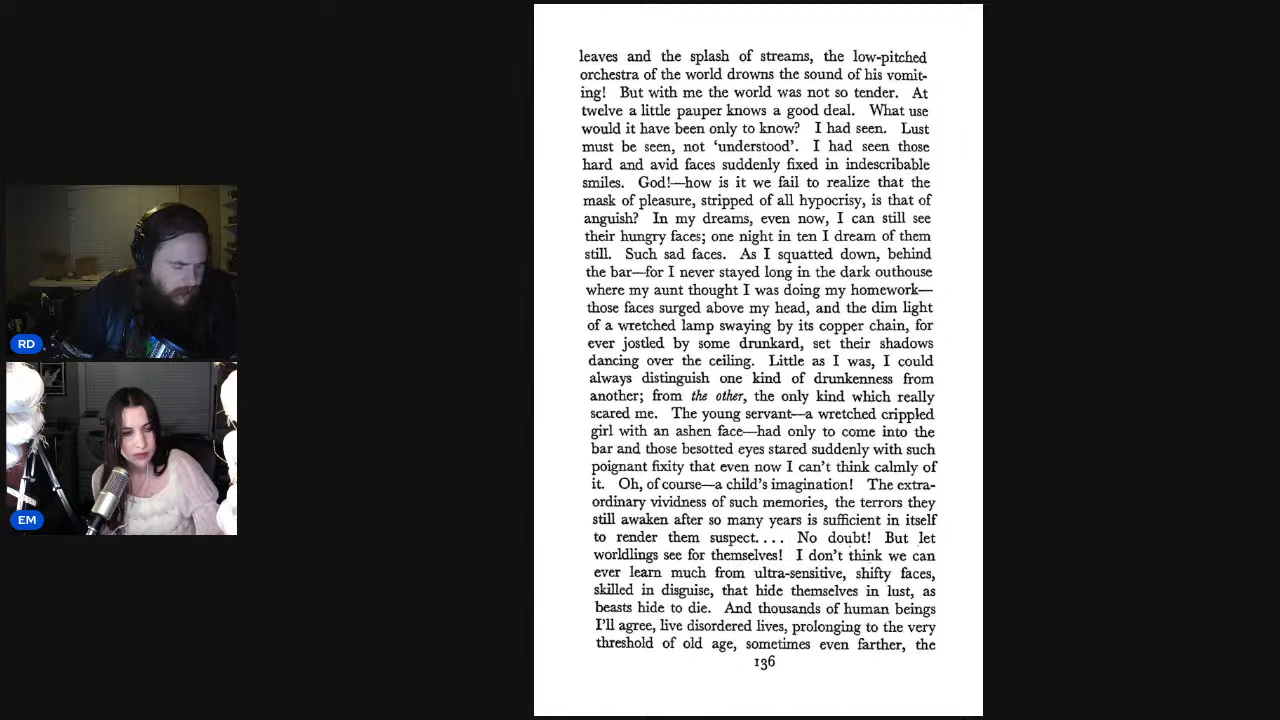 leaves and the splash of streams, the low-pitched
orchestra of the world drowns the sound of his vomit-
ing! But with me the world was not so tender. At
twelve a little pauper knows a good deal. What use
would it have been only to know? I had seen. Lust
must be seen, not ‘understood’. I had seen those
hard and avid faces suddenly fixed in indescribable
smiles. God!—how is it we fail to realize that the
mask of pleasure, stripped of all hypocrisy, is that of
anguish? In my dreams, even now, I can still see
their hungry faces; one night in ten I dream of them
still. Such sad faces. As I squatted down, behind
the bar—for I never stayed long in the dark outhouse
where my aunt thought I was doing my homework—
those faces surged above my head, and the dim light
of a wretched lamp swaying by its copper chain, for
ever jostled by some drunkard, set their shadows
dancing over the ceiling. Little as I was, I could
always distinguish one kind of drunkenness from
another; from the other, the only kind which really
scared me. The young servant—a wretched crippled
girl with an ashen face—had only to come into the
bar and those besotted eyes stared suddenly with such
poignant fixity that even now I can't think calmly of
it. Oh, of course—a child's imagination! The extra-
ordinary vividness of such memories, the terrors they
still awaken after so many years is sufficient in itself
to render them suspect.... No doubt! But let
worldlings see for themselves! I don't think we can
ever learn much from ultra-sensitive, shifty faces,
skilled in disguise, that hide themselves in lust, as
beasts hide to die. And thousands of human beings
I'll agree, live disordered lives, prolonging to the very
threshold of old age, sometimes even farther, the
136
RD
EM